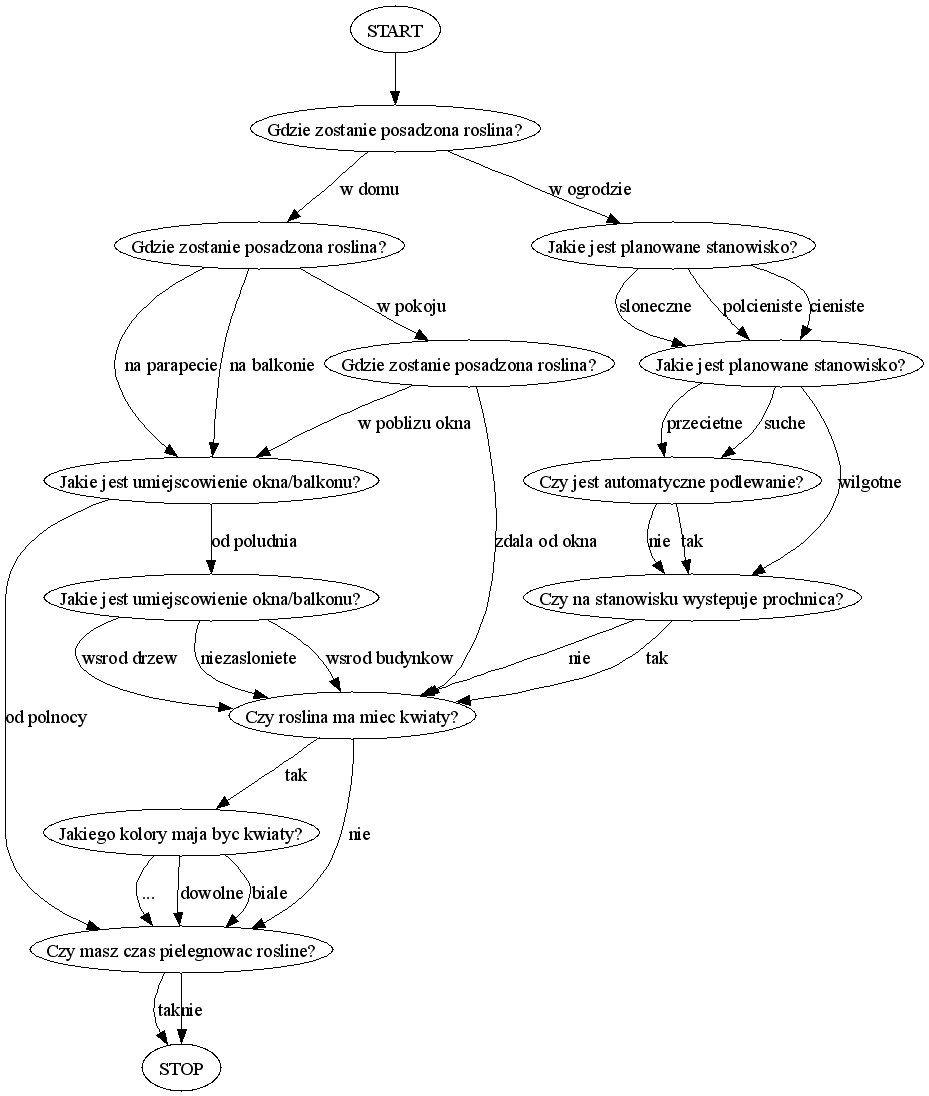 START
Gdzie zostanie posadzona roslina?
w domu
w ogrodzie
Gdzie zostanie posadzona roslina?
Jakie jest planowane stanowisko?
w pokoju
sloneczne
polcieniste
cieniste
na parapecie
na balkonie
Gdzie zostanie posadzona roslina?
Jakie jest planowane stanowisko?
w poblizu okna
przecietne
suche
Jakie jest umiejscowienie okna/balkonu?
Czy jest automatyczne podlewanie?
wilgotne
od poludnia
zdala od okna
nie
tak
Jakie jest umiejscowienie okna/balkonu?
Czy na stanowisku wystepuje prochnica?
wsrod drzew
niezasloniete
wsrod budynkow
nie
tak
od polnocy
Czy roslina ma miec kwiaty?
tak
Jakiego kolory maja byc kwiaty?
nie
...
dowolne
biale
Czy masz czas pielegnowac rosline?
tak
nie
STOP